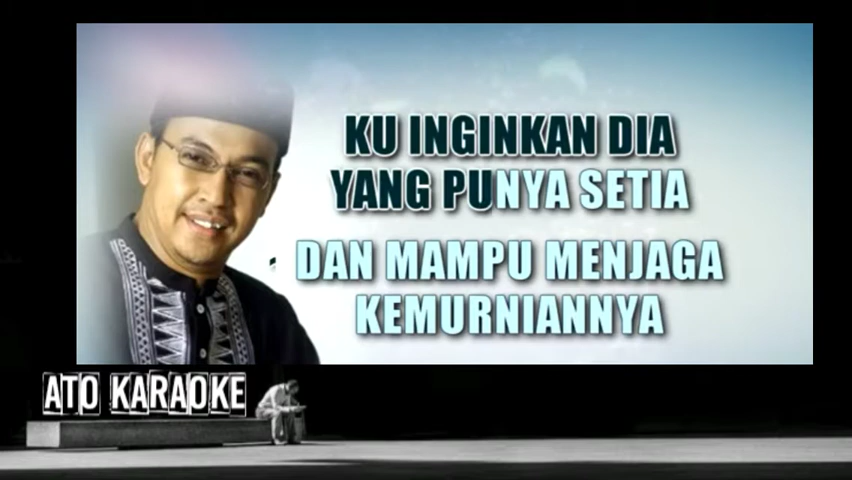 KU INGINKAN DIA
YANG PUNYA SETIA
DAN MAMPU MENJAGA
KEMURNIANNYA
ATO KARAOKE